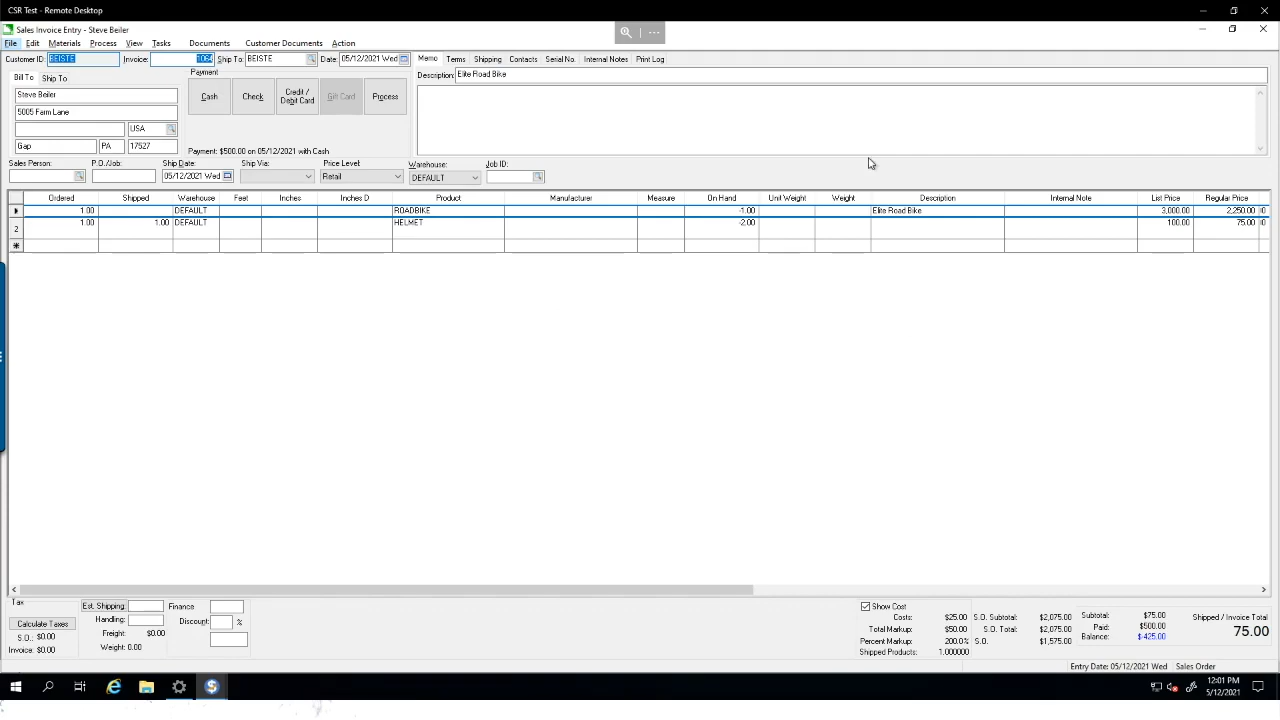 CSR Test - Remote Desktop
Sales Invoice Entry - Steve Beiler
File Edit Materials Process View Tasks Documents Customer Documents Action
Customer ID: BEISTE Invoice: 1064 Ship To: BEISTE Date: 05/12/2021 Wed Memo Terms Shipping Contacts Serial No. Internal Notes Print Log
Bill To Ship To Payment Description: Elite Road Bike
Steve Beiler
Cash Check Credit / Debit Card Gift Card Process
5005 Farm Lane
USA
Gap PA 17527 Payment: $500.00 on 05/12/2021 with Cash
Sales Person: P.O./Job: Ship Date: Ship Via: Price Level: Warehouse: Job ID:
05/12/2021 Wed Retail DEFAULT
Ordered Shipped Warehouse Feet Inches Inches D Product Manufacturer Measure On Hand Unit Weight Weight Description Internal Note List Price Regular Price
1.00 DEFAULT ROADBIKE -1.00 Elite Road Bike 3,000.00 2,250.00
2 1.00 1.00 DEFAULT HELMET -2.00 100.00 75.00
Tax Est. Shipping: Finance
Handling: Discount: %
Calculate Taxes
Freight: $0.00
S.O.: $0.00
Weight: 0.00
Invoice: $0.00
Show Cost
Costs: $25.00 S.O. Subtotal: $2,075.00 Subtotal: $75.00 Shipped / Invoice Total
Total Markup: $50.00 S.O. Total: $2,075.00 Paid: $500.00 75.00
Percent Markup: 200.0% S.O. $1,575.00 Balance: $-425.00
Shipped Products: 1.000000
Entry Date: 05/12/2021 Wed Sales Order
12:01 PM
5/12/2021